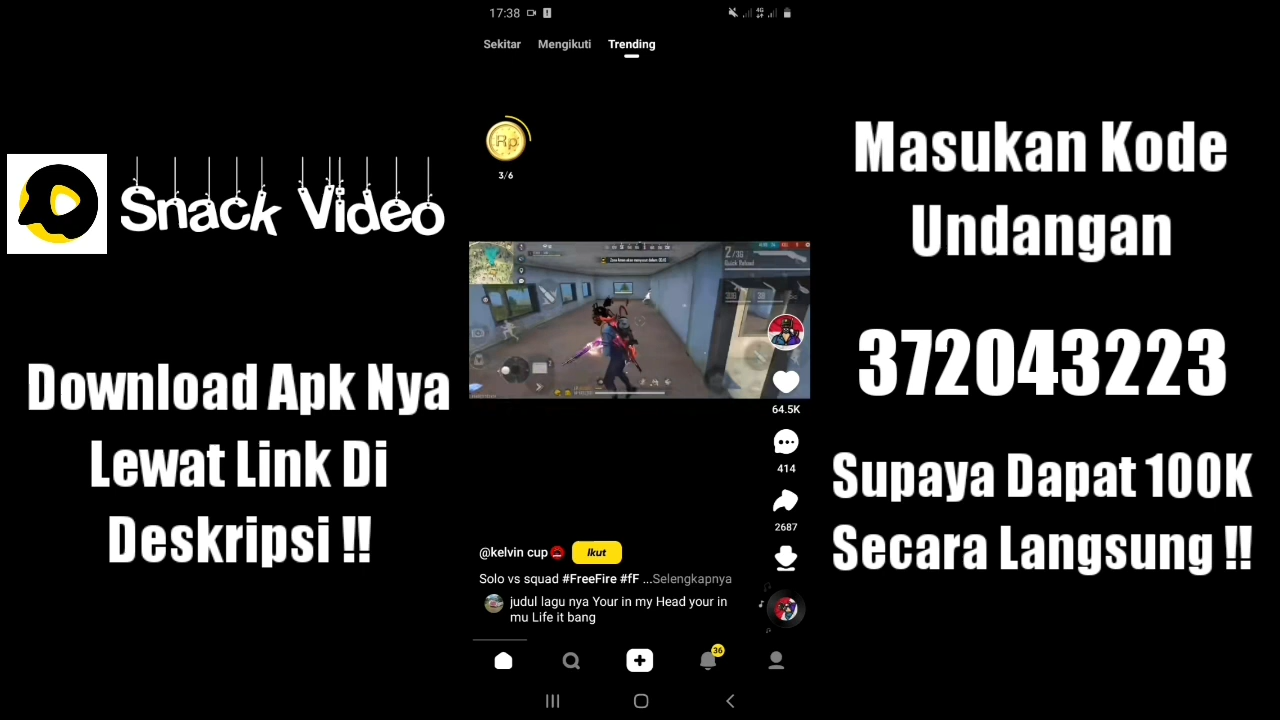 17:38
Sekitar Mengikuti Trending
Rp
3/6
Snack Video
Download Apk Nya
Lewat Link Di
Deskripsi !!
Masukan Kode
Undangan
372043223
Supaya Dapat 100K
Secara Langsung !!
64.5K
414
2687
@kelvin cup
Ikut
Solo vs squad #FreeFire #fF ...Selengkapnya
judul lagu nya Your in my Head your in
mu Life it bang
36